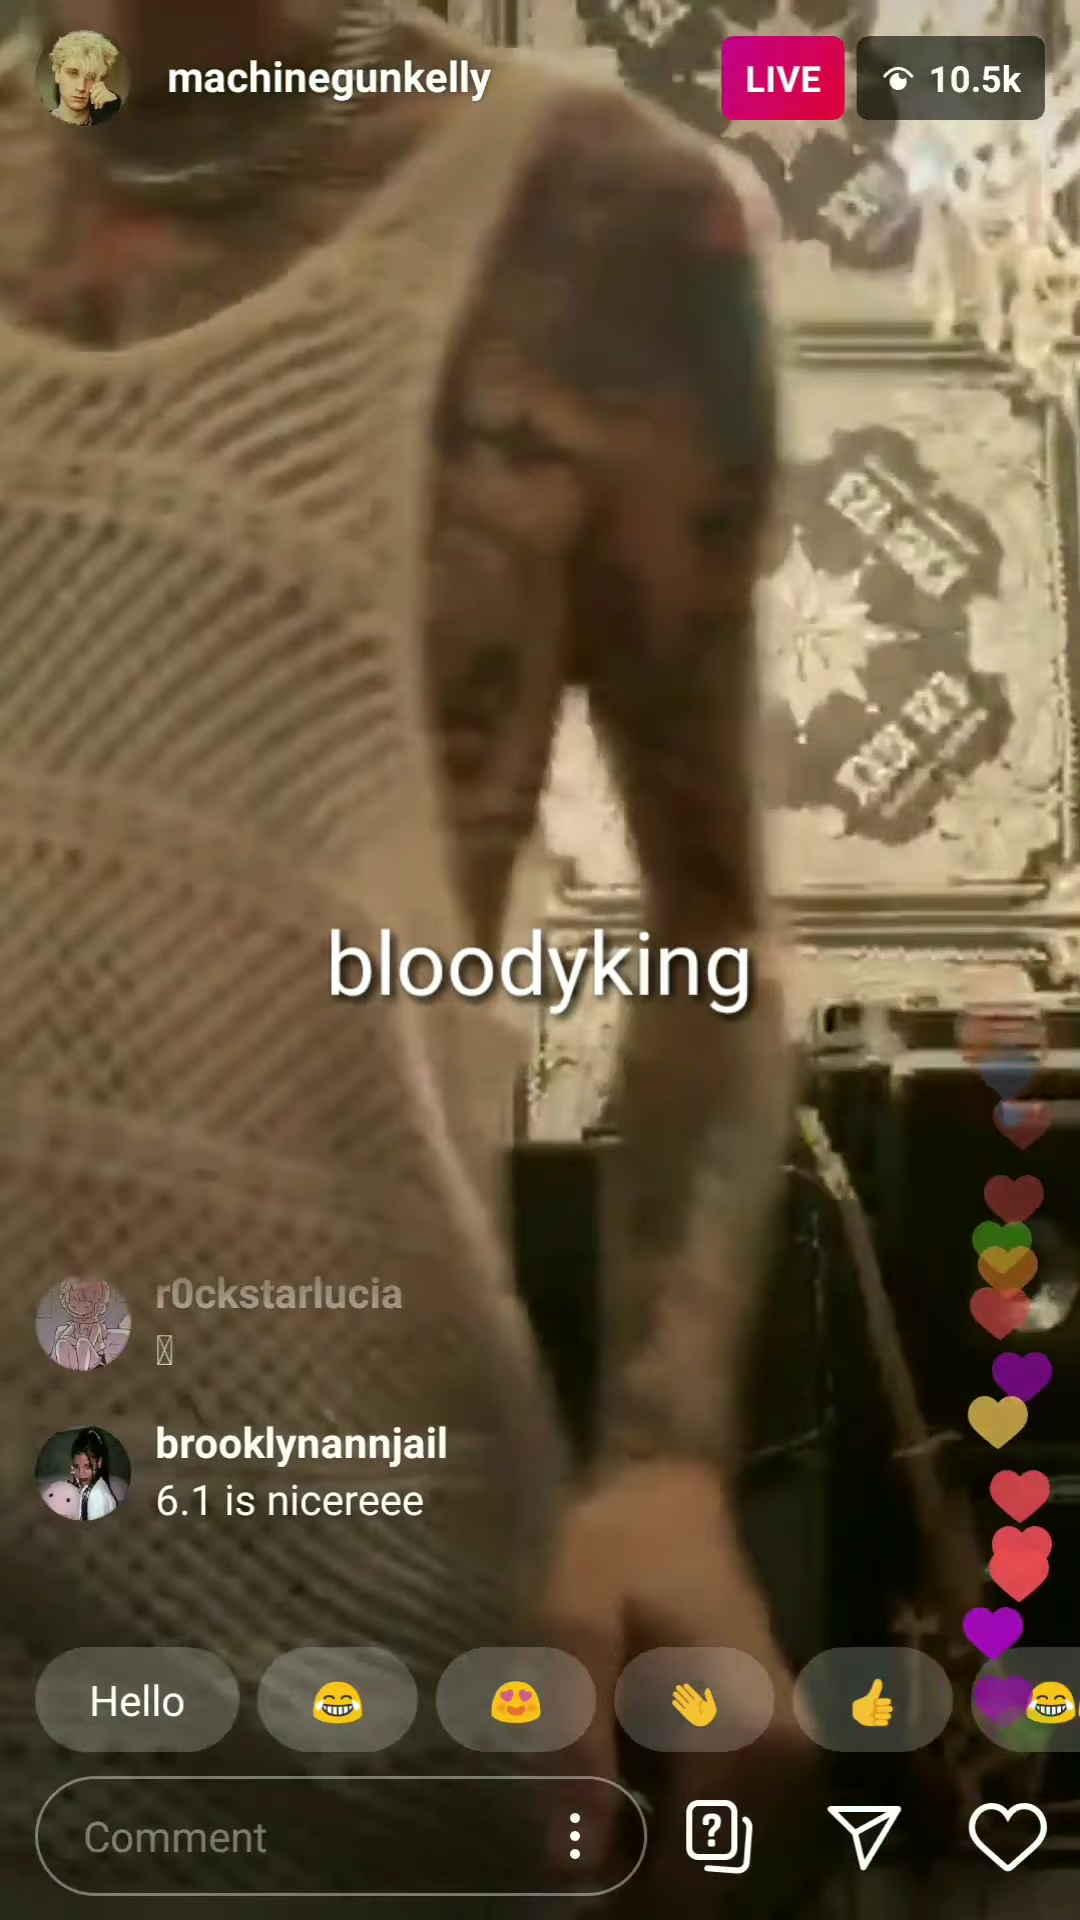 machinegunkelly
LIVE
10.5k
bloodyking
r0ckstarlucia
brooklynannjail
6.1 is nicereee
Hello
Comment